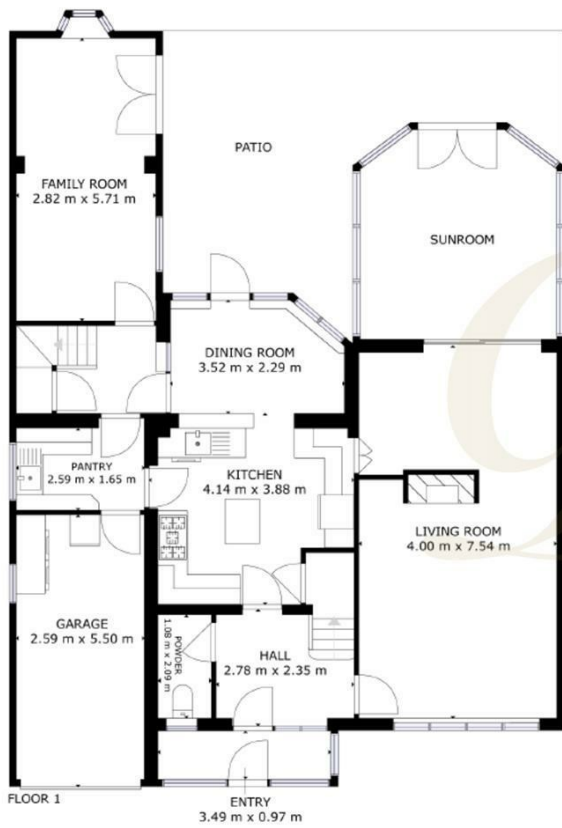 PATIO
FAMILY ROOM
2.82 m x 5.71 m
SUNROOM
DINING ROOM
3.52 m x 2.29 m
PANTRY
2.59 m x 1.65 m
KITCHEN
4.14 m x 3.88 m
LIVING ROOM
4.00 m x 7.54 m
GARAGE
2.59 m x 5.50 m
POWDER
1.08 m x 2.09 m
HALL
2.78 m x 2.35 m
FLOOR 1
ENTRY
3.49 m x 0.97 m